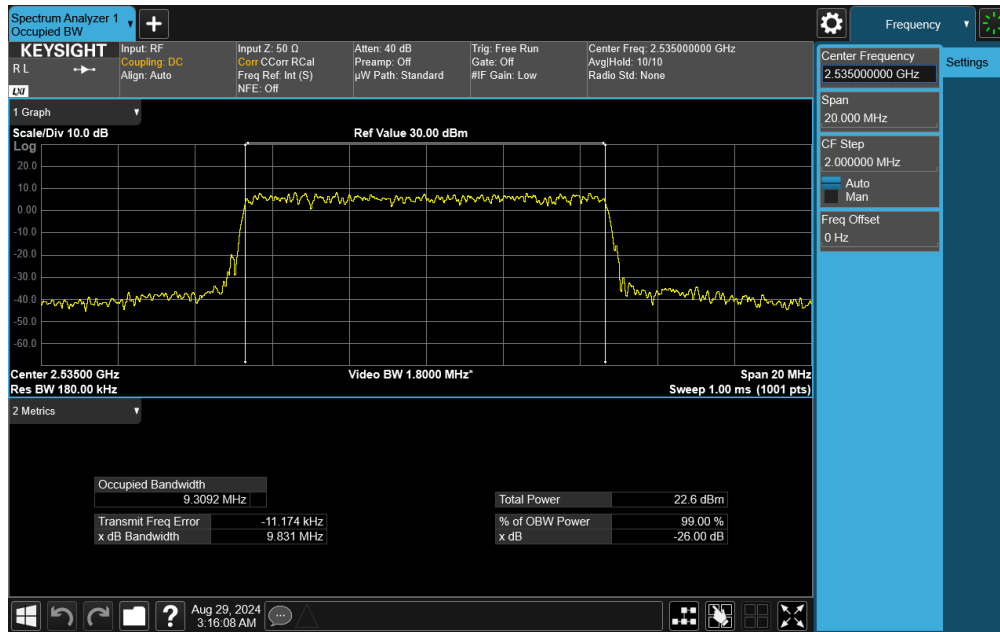 Spectrum Analyzer 1
Occupied BW
Frequency
KEYSIGHT
R L
LXI
Input: RF
Coupling: DC
Align: Auto
Input Z: 50 Ω
Corr CCorr RCal
Freq Ref: Int (S)
NFE: Off
Atten: 40 dB
Preamp: Off
µW Path: Standard
Trig: Free Run
Gate: Off
#IF Gain: Low
Center Freq: 2.535000000 GHz
Avg|Hold: 10/10
Radio Std: None
Center Frequency
2.535000000 GHz
Settings
Span
20.000 MHz
CF Step
2.000000 MHz
Auto
Man
Freq Offset
0 Hz
1 Graph
Scale/Div 10.0 dB
Ref Value 30.00 dBm
Log
20.0
10.0
0.00
-10.0
-20.0
-30.0
-40.0
-50.0
-60.0
Center 2.53500 GHz
Video BW 1.8000 MHz*
Span 20 MHz
Res BW 180.00 kHz
Sweep 1.00 ms (1001 pts)
2 Metrics
Occupied Bandwidth
9.3092 MHz
Total Power 22.6 dBm
Transmit Freq Error -11.174 kHz
% of OBW Power 99.00 %
x dB Bandwidth 9.831 MHz
x dB -26.00 dB
Aug 29, 2024
3:16:08 AM